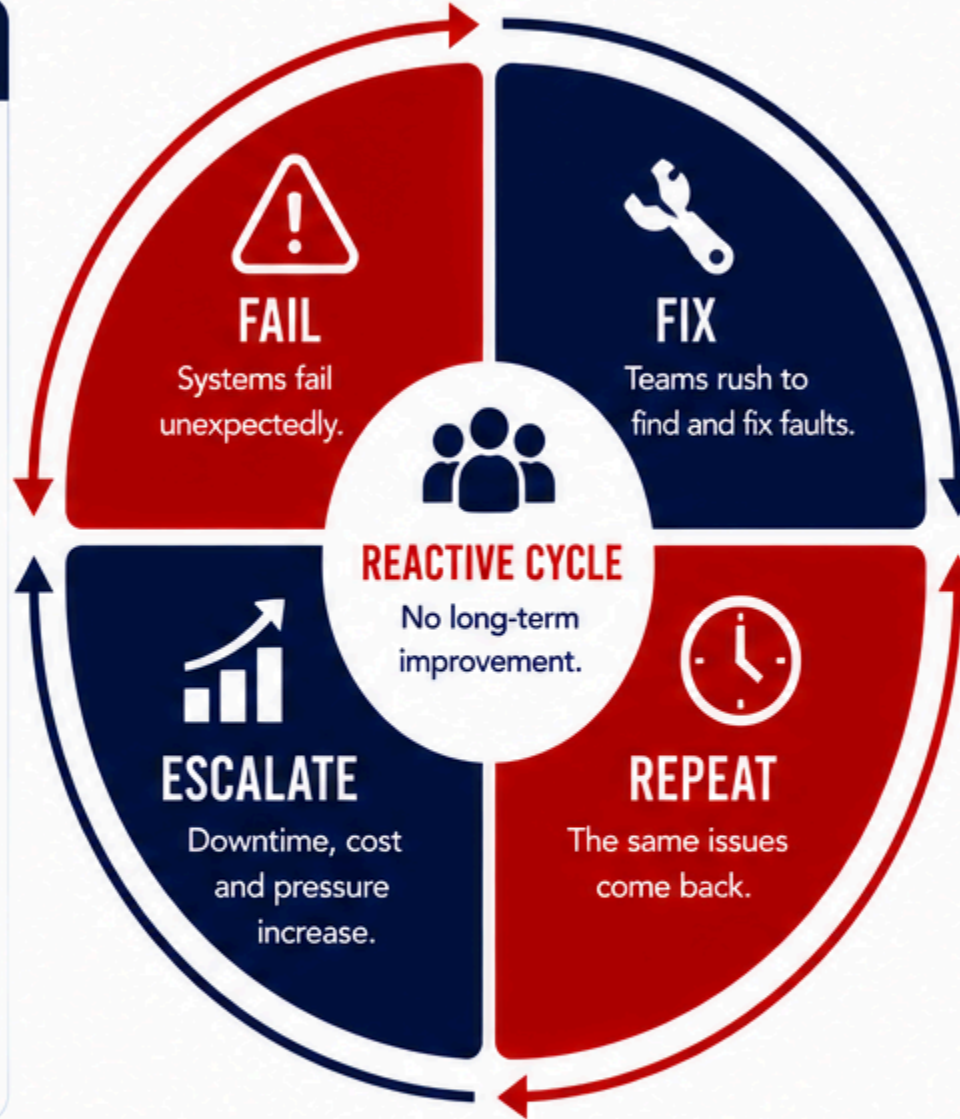 FAIL
Systems fail
unexpectedly.
FIX
Teams rush to
find and fix faults.
REACTIVE CYCLE
No long-term
improvement.
ESCALATE
Downtime, cost
and pressure
increase.
REPEAT
The same issues
come back.